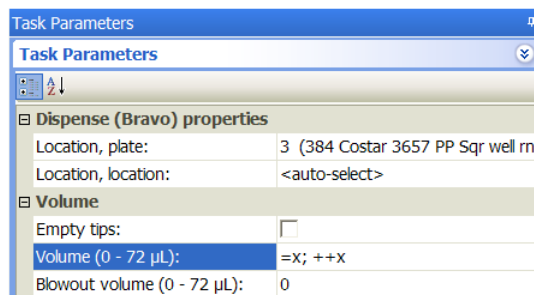 Task Parameters
Task Parameters
Dispense (Bravo) properties
Location, plate: 3 (384 Costar 3657 PP Sqr well rn
Location, location: <auto-select>
Volume
Empty tips:
Volume (0 - 72 µL): =x; ++x
Blowout volume (0 - 72 µL): 0